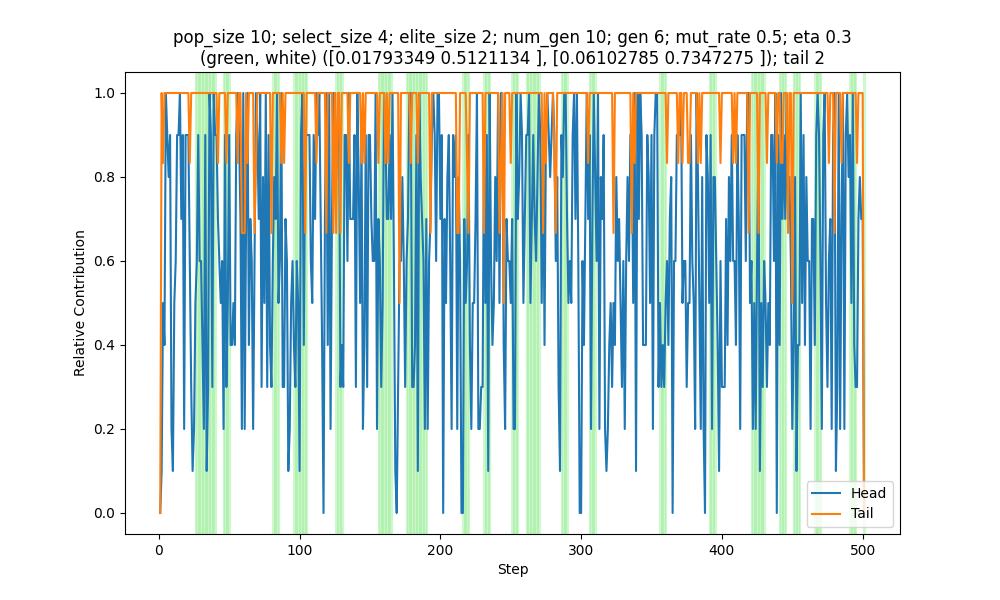 pop_size 10; select_size 4; elite_size 2; num_gen 10; gen 6; mut_rate 0.5; eta 0.3
(green, white) ([0.01793349 0.5121134 ], [0.06102785 0.7347275 ]); tail 2
1.0
0.8
0.6
0.4
0.2
0.0
Relative Contribution
0
100
200
300
400
500
Step
Head
Tail